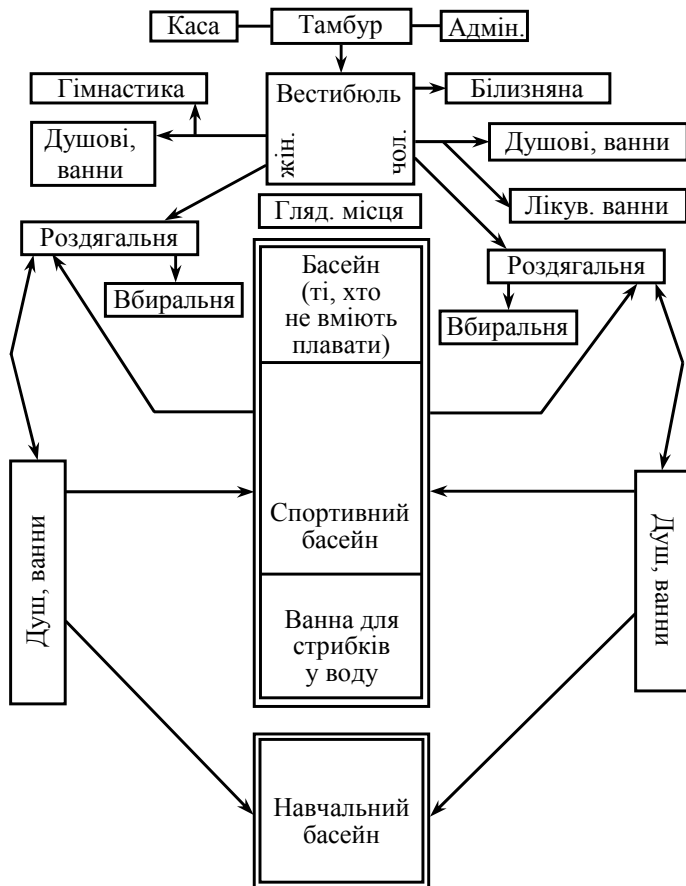 Каса
Тамбур
Адмін.
Гімнастика
Вестибюль
Білизняна
жін.
чол.
Душові,
ванни
Душові, ванни
Лікув. ванни
Гляд. місця
Роздягальня
Роздягальня
Вбиральня
Вбиральня
Басейн
(ті, хто
не вміють
плавати)
Спортивний
басейн
Душ, ванни
Душ, ванни
Ванна для
стрибків
у воду
Навчальний
басейн